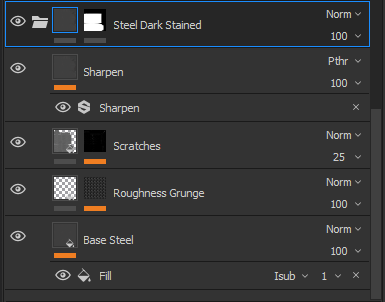 Steel Dark Stained Norm
100
Sharpen Pthr
100
Sharpen
Scratches Norm
25
Roughness Grunge Norm
100
Base Steel Norm
100
Fill Isub 1